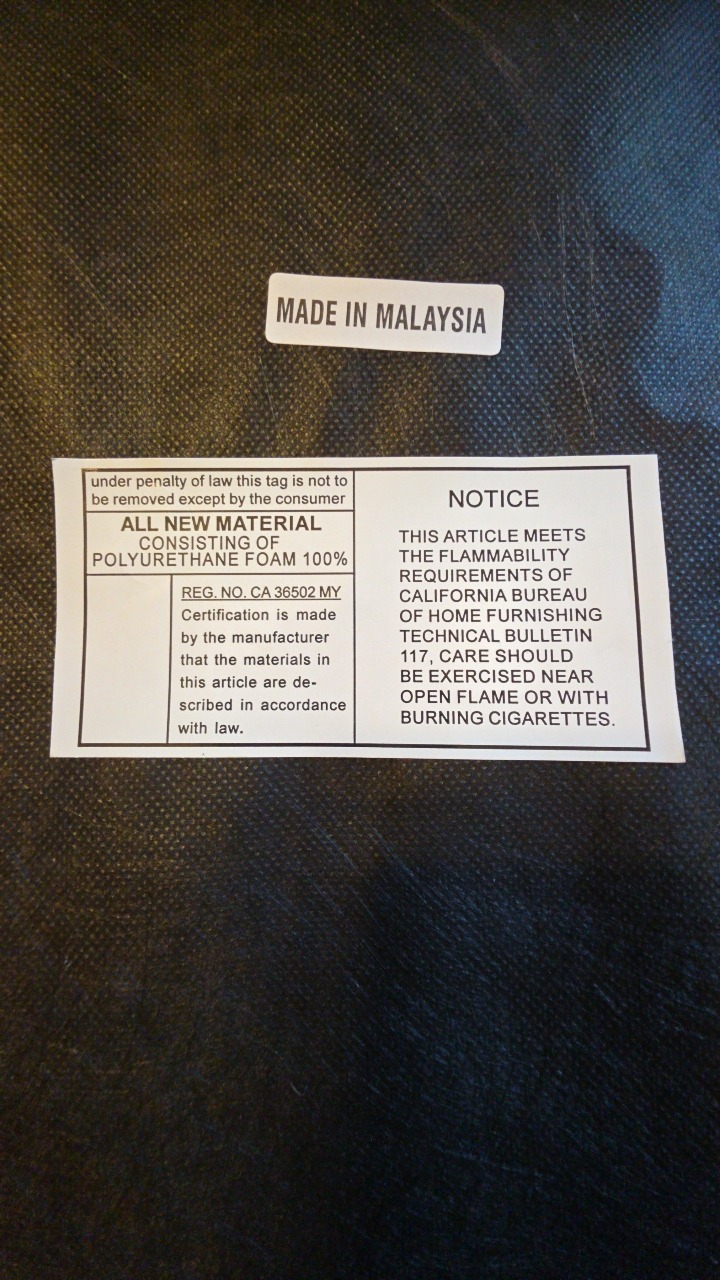 MADE IN MALAYSIA
under penalty of law this tag is not to
be removed except by the consumer
ALL NEW MATERIAL
CONSISTING OF
POLYURETHANE FOAM 100%
REG. NO. CA 36502 MY
Certification is made
by the manufacturer
that the materials in
this article are de-
scribed in accordance
with law.
NOTICE
THIS ARTICLE MEETS
THE FLAMMABILITY
REQUIREMENTS OF
CALIFORNIA BUREAU
OF HOME FURNISHING
TECHNICAL BULLETIN
117, CARE SHOULD
BE EXERCISED NEAR
OPEN FLAME OR WITH
BURNING CIGARETTES.